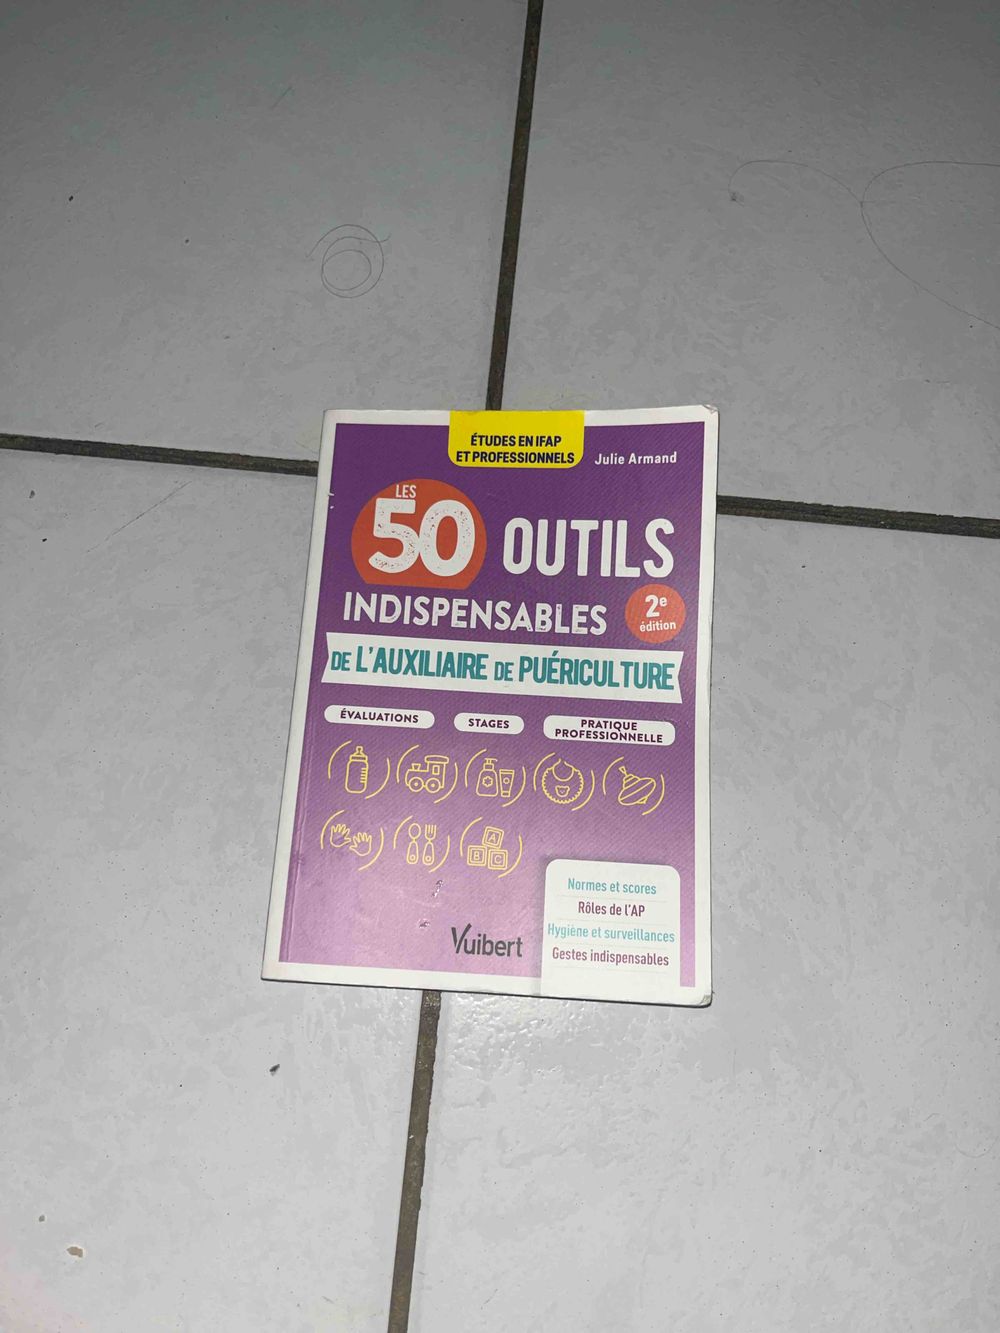 ÉTUDES EN IFAP
ET PROFESSIONNELS
Julie Armand
LES
50 OUTILS
INDISPENSABLES
2e
édition
DE L'AUXILIAIRE DE PUÉRICULTURE
ÉVALUATIONS
STAGES
PRATIQUE
PROFESSIONNELLE
A
B C
Normes et scores
Rôles de l'AP
Hygiène et surveillances
Gestes indispensables
Vuibert